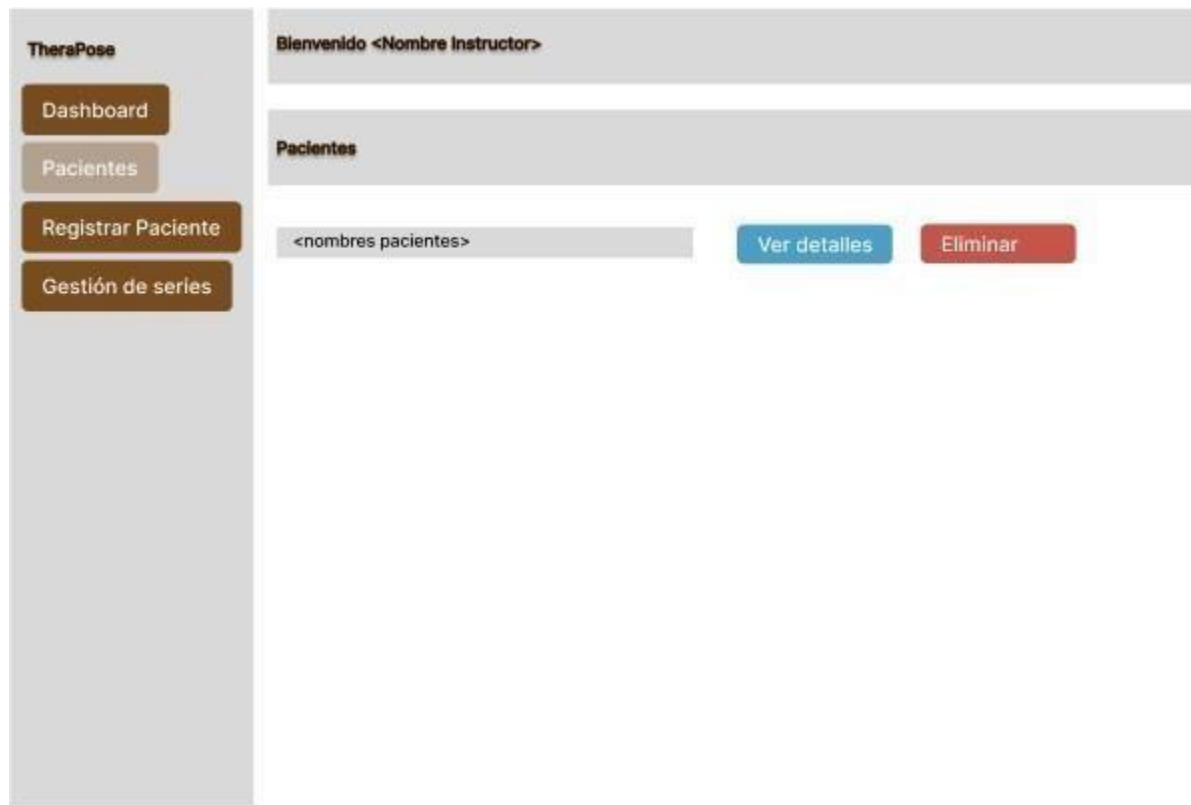 TheraPose
Dashboard
Pacientes
Registrar Paciente
Gestión de series
Bienvenido <Nombre Instructor>
Pacientes
<nombres pacientes>
Ver detalles
Eliminar